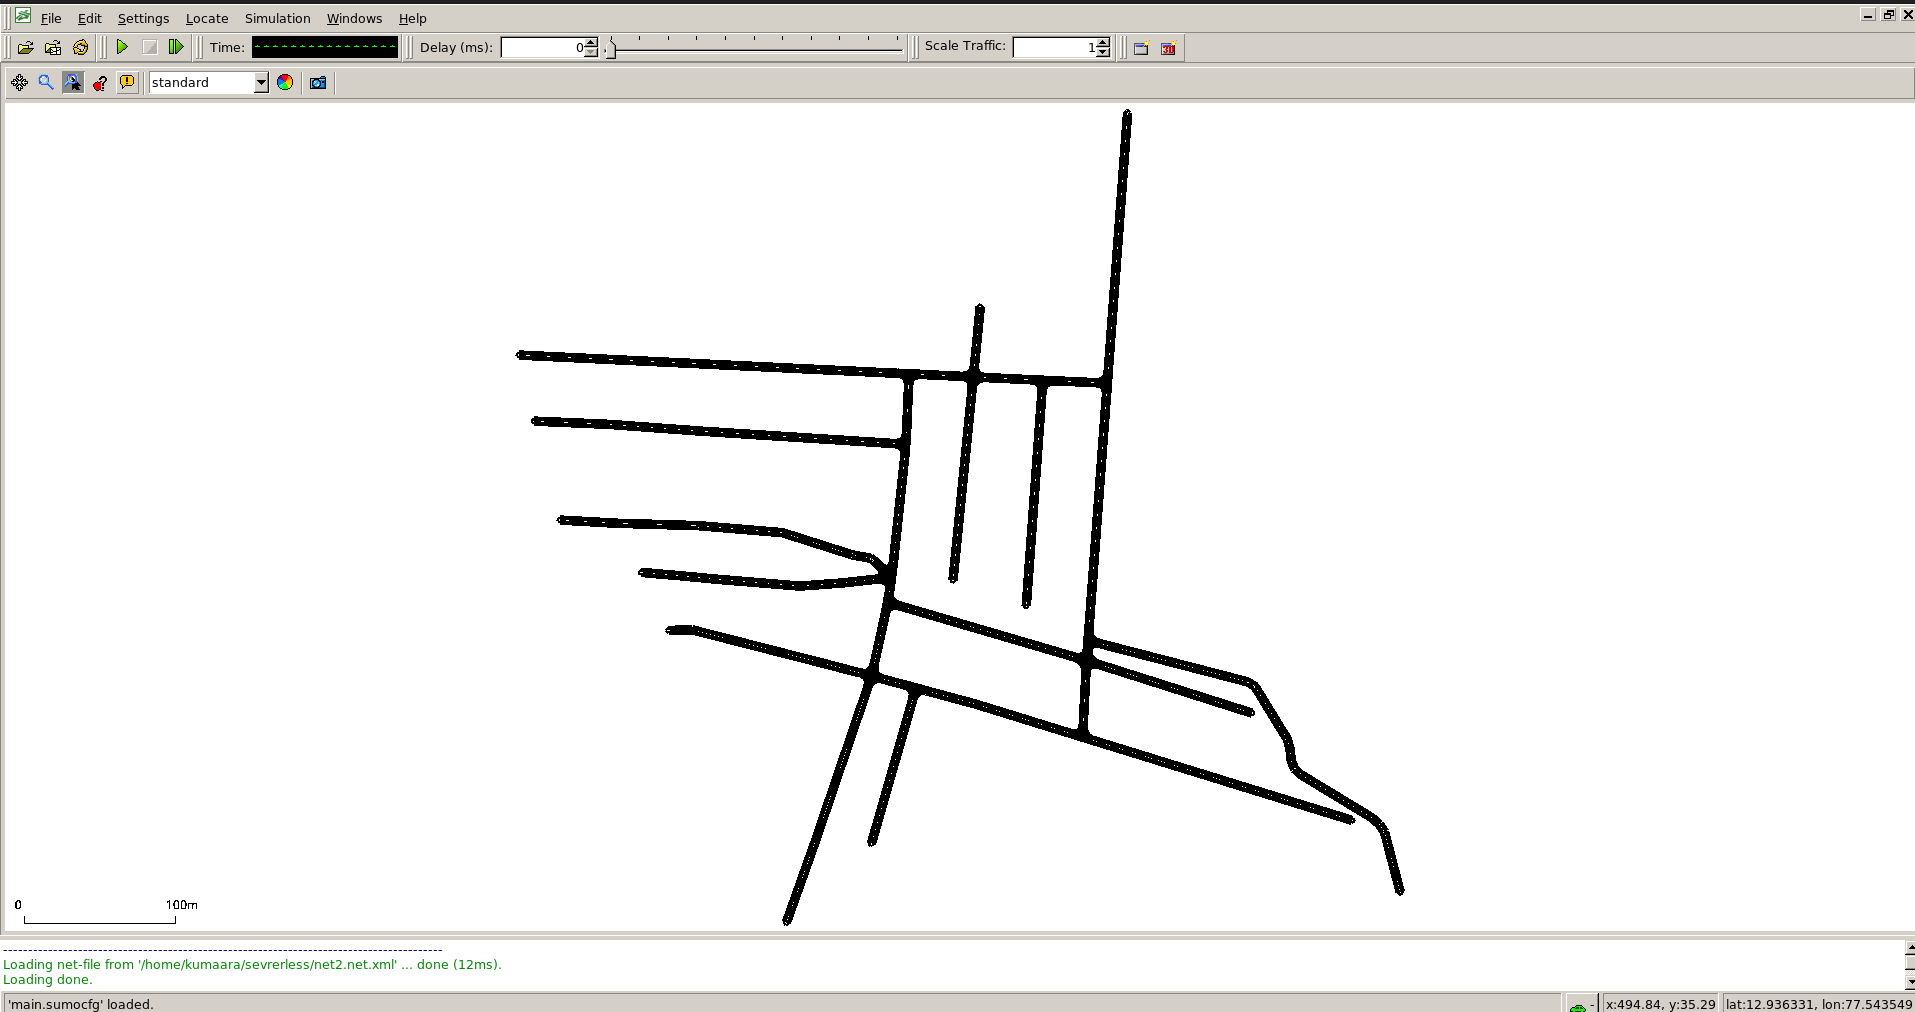 File Edit Settings Locate Simulation Windows Help
Time: Delay (ms): 0 Scale Traffic: 1
standard
0 100m
--------------------------------------------------------------------------------
Loading net-file from '/home/kumaara/sevrerless/net2.net.xml' ... done (12ms).
Loading done.
'main.sumocfg' loaded. - x:494.84, y:35.29 lat:12.936331, lon:77.543549